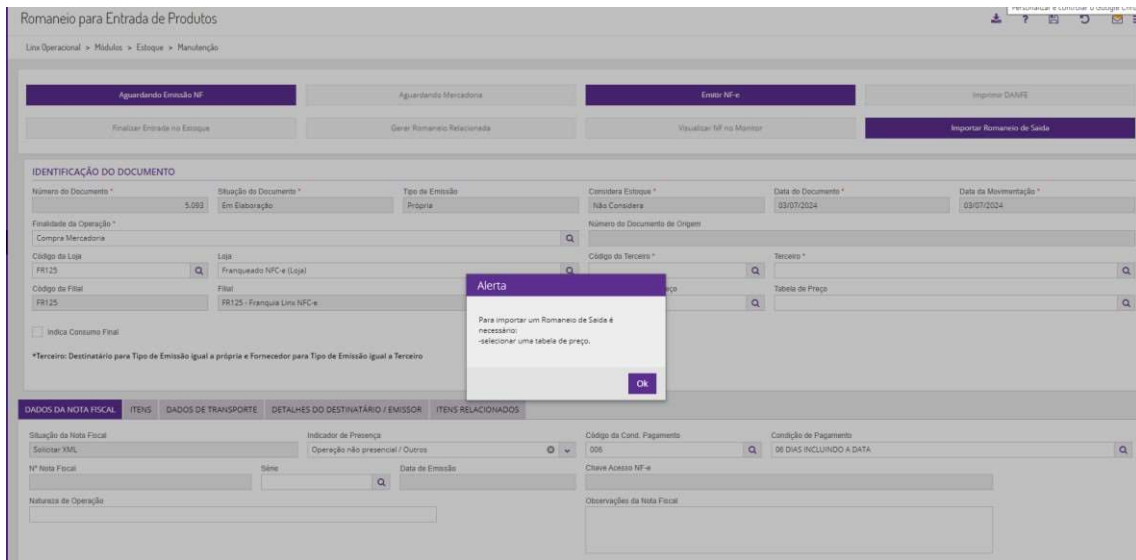 Personalizar e controlar o Google Chro
Romaneio para Entrada de Produtos
Linx Operacional > Módulos > Estoque > Manutenção
Aguardando Emissão NF
Aguardando Mercadoria
Emitir NF-e
Imprimir DANFE
Finalizar Entrada no Estoque
Gerar Romaneio Relacionada
Visualizar NF no Monitor
Importar Romaneio de Saída
IDENTIFICAÇÃO DO DOCUMENTO
Número do Documento * Situação do Documento * Tipo de Emissão Considera Estoque * Data do Documento * Data da Movimentação *
5.093 Em Elaboração Própria Não Considera 03/07/2024 03/07/2024
Finalidade da Operação * Número do Documento de Origem
Compra Mercadoria
Código da Loja Loja Código do Terceiro * Terceiro *
FR125 Franqueado NFC-e (Loja)
Código da Filial Filial eço Tabela de Preço
FR125 FR125 - Franquia Linx NFC-e
Indica Consumo Final
*Terceiro: Destinatário para Tipo de Emissão igual a própria e Fornecedor para Tipo de Emissão igual a Terceiro
Alerta
Para importar um Romaneio de Saída é
necessário:
-selecionar uma tabela de preço.
Ok
DADOS DA NOTA FISCAL ITENS DADOS DE TRANSPORTE DETALHES DO DESTINATÁRIO / EMISSOR ITENS RELACIONADOS
Situação da Nota Fiscal Indicador de Presença Código da Cond. Pagamento Condição de Pagamento
Solicitar XML Operação não presencial / Outros 006 06 DIAS INCLUINDO A DATA
Nº Nota Fiscal Série Data de Emissão Chave Acesso NF-e
Natureza de Operação Observações da Nota Fiscal